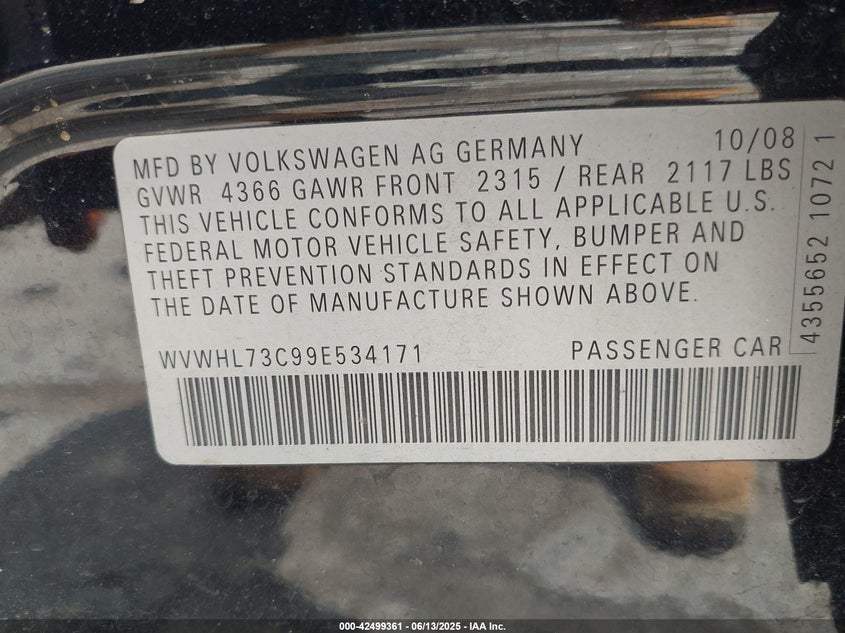 MFD BY VOLKSWAGEN AG GERMANY 10/08
GVWR 4366 GAWR FRONT 2315 / REAR 2117 LBS
THIS VEHICLE CONFORMS TO ALL APPLICABLE U.S.
FEDERAL MOTOR VEHICLE SAFETY, BUMPER AND
THEFT PREVENTION STANDARDS IN EFFECT ON
THE DATE OF MANUFACTURE SHOWN ABOVE.
WVWHL73C99E534171 PASSENGER CAR
4355652 1072 1
000-42499361 - 06/13/2025 - IAA Inc.